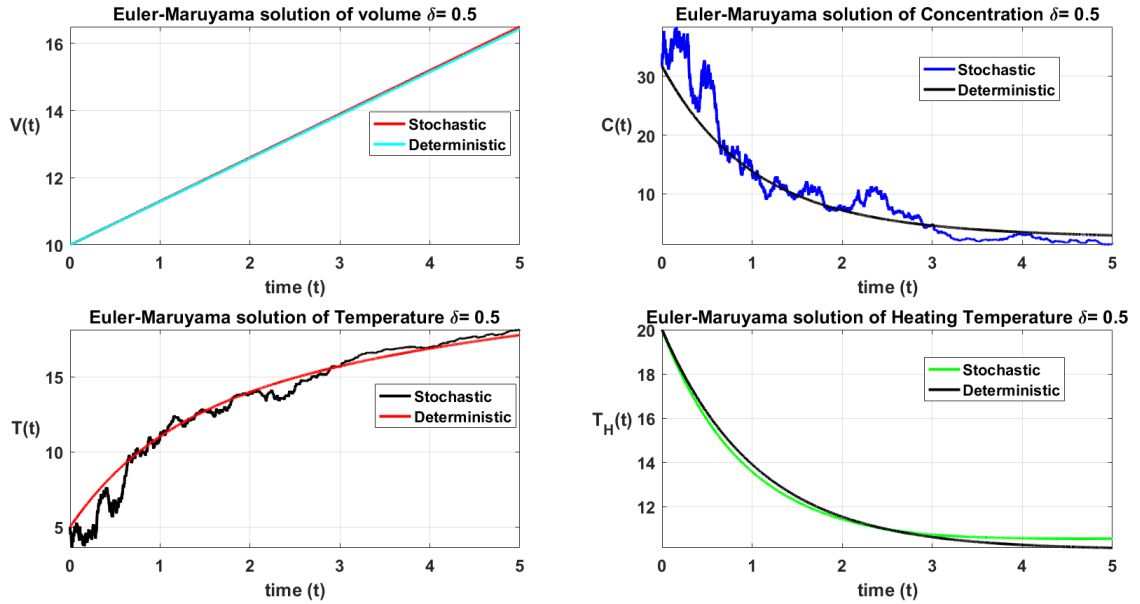 Euler-Maruyama solution of volume δ= 0.5
16
14
12
10
V(t)
Stochastic
Deterministic
0 1 2 3 4 5
time (t)
Euler-Maruyama solution of Concentration δ= 0.5
30
20
10
C(t)
Stochastic
Deterministic
0 1 2 3 4 5
time (t)
Euler-Maruyama solution of Temperature δ= 0.5
15
10
5
T(t)
Stochastic
Deterministic
0 1 2 3 4 5
time (t)
Euler-Maruyama solution of Heating Temperature δ= 0.5
20
18
16
14
12
T_H(t)
Stochastic
Deterministic
0 1 2 3 4 5
time (t)